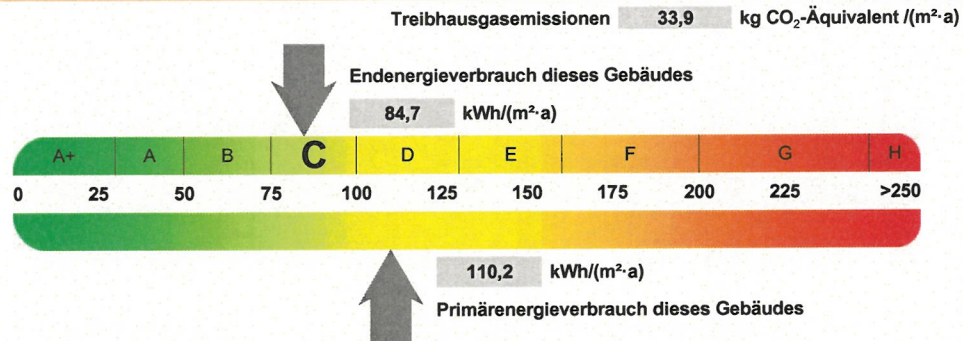 Treibhausgasemissionen 33,9 kg CO₂-Äquivalent /(m²·a)
Endenergieverbrauch dieses Gebäudes
84,7 kWh/(m²·a)
A+ A B C D E F G H
0 25 50 75 100 125 150 175 200 225 >250
110,2 kWh/(m²·a)
Primärenergieverbrauch dieses Gebäudes